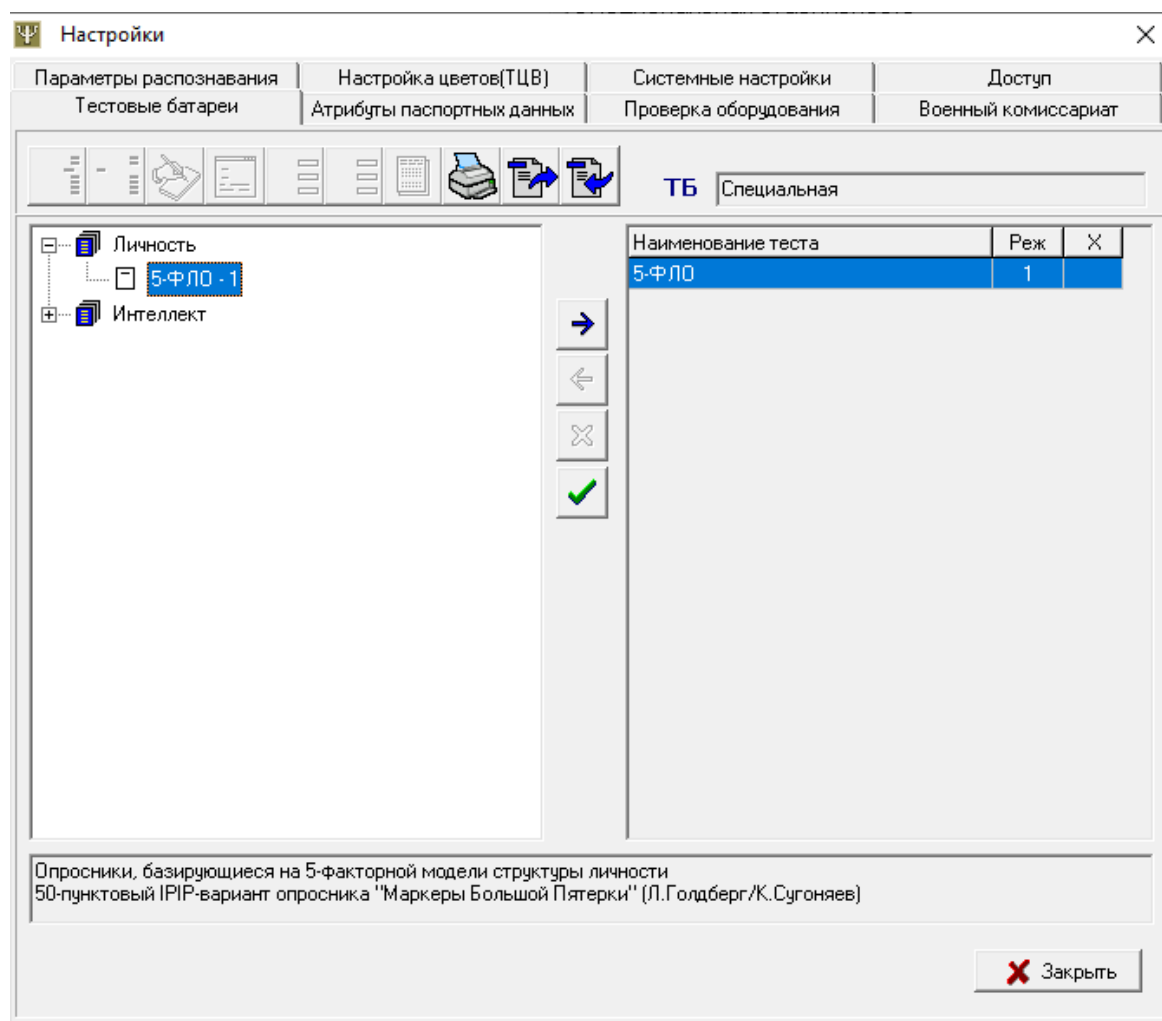 Настройки
Параметры распознавания
Настройка цветов(ТЦВ)
Системные настройки
Доступ
Тестовые батареи
Атрибуты паспортных данных
Проверка оборудования
Военный комиссариат
ТБ
Специальная
Личность
5-ФЛО - 1
Интеллект
Наименование теста
Реж
X
5-ФЛО
1
Опросники, базирующиеся на 5-факторной модели структуры личности
50-пунктовый IPIP-вариант опросника "Маркеры Большой Пятерки" (Л.Голдберг/К.Сугоняев)
Закрыть